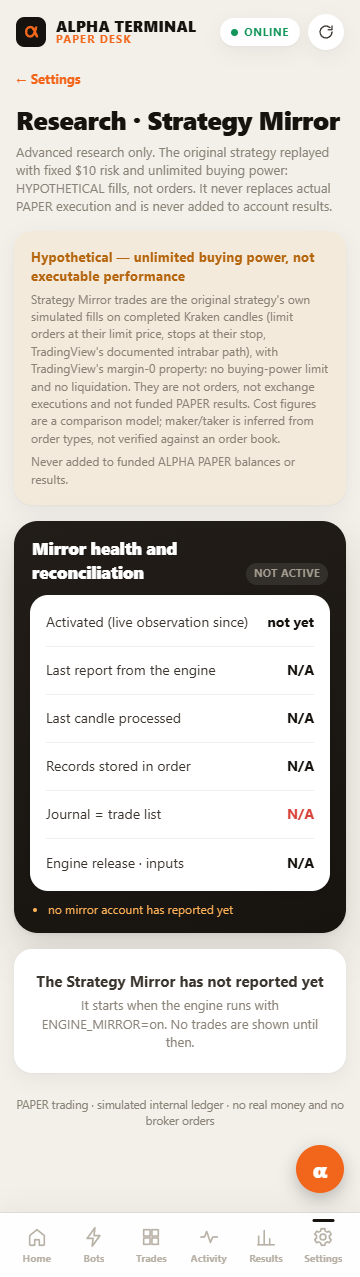 α ALPHA TERMINAL
PAPER DESK
ONLINE
← Settings
Research · Strategy Mirror
Advanced research only. The original strategy replayed
with fixed $10 risk and unlimited buying power:
HYPOTHETICAL fills, not orders. It never replaces actual
PAPER execution and is never added to account results.
Hypothetical — unlimited buying power, not
executable performance
Strategy Mirror trades are the original strategy's own
simulated fills on completed Kraken candles (limit
orders at their limit price, stops at their stop,
TradingView's documented intrabar path), with
TradingView's margin-0 property: no buying-power limit
and no liquidation. They are not orders, not exchange
executions and not funded PAPER results. Cost figures
are a comparison model; maker/taker is inferred from
order types, not verified against an order book.
Never added to funded ALPHA PAPER balances or
results.
Mirror health and
reconciliation
NOT ACTIVE
Activated (live observation since) not yet
Last report from the engine N/A
Last candle processed N/A
Records stored in order N/A
Journal = trade list N/A
Engine release · inputs N/A
• no mirror account has reported yet
The Strategy Mirror has not reported yet
It starts when the engine runs with
ENGINE_MIRROR=on. No trades are shown until
then.
PAPER trading · simulated internal ledger · no real money and no
broker orders
α
Home Bots Trades Activity Results Settings